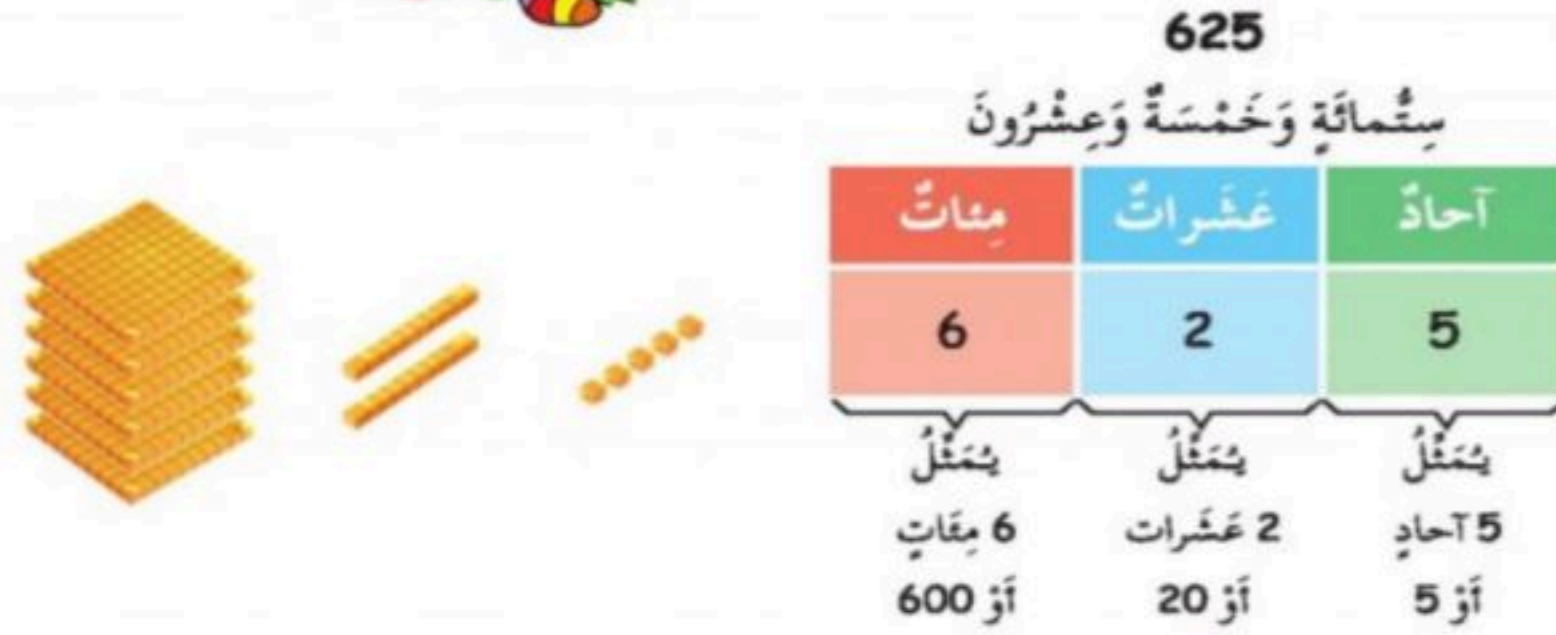 625
سِتُّمائَةٍ وَخَمْسَةٌ وَعِشْرُونَ
آحادٌ عَشَراتٌ مِئاتٌ
5 2 6
يُمَثِّلُ يُمَثِّلُ يُمَثِّلُ
5 آحادٍ 2 عَشَرات 6 مِئَاتٍ
أَوْ 5 أَوْ 20 أَوْ 600